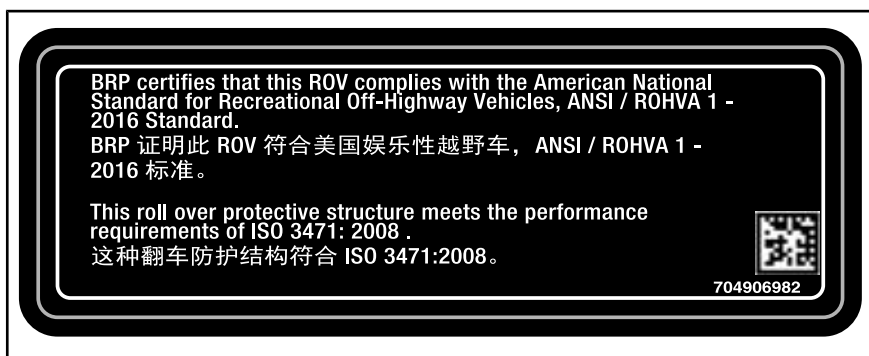 BRP certifies that this ROV complies with the American National
Standard for Recreational Off-Highway Vehicles, ANSI / ROHVA 1 -
2016 Standard.
BRP 证明此 ROV 符合美国娱乐性越野车，ANSI / ROHVA 1 -
2016 标准。
This roll over protective structure meets the performance
requirements of ISO 3471: 2008 .
这种翻车防护结构符合 ISO 3471:2008。
704906982